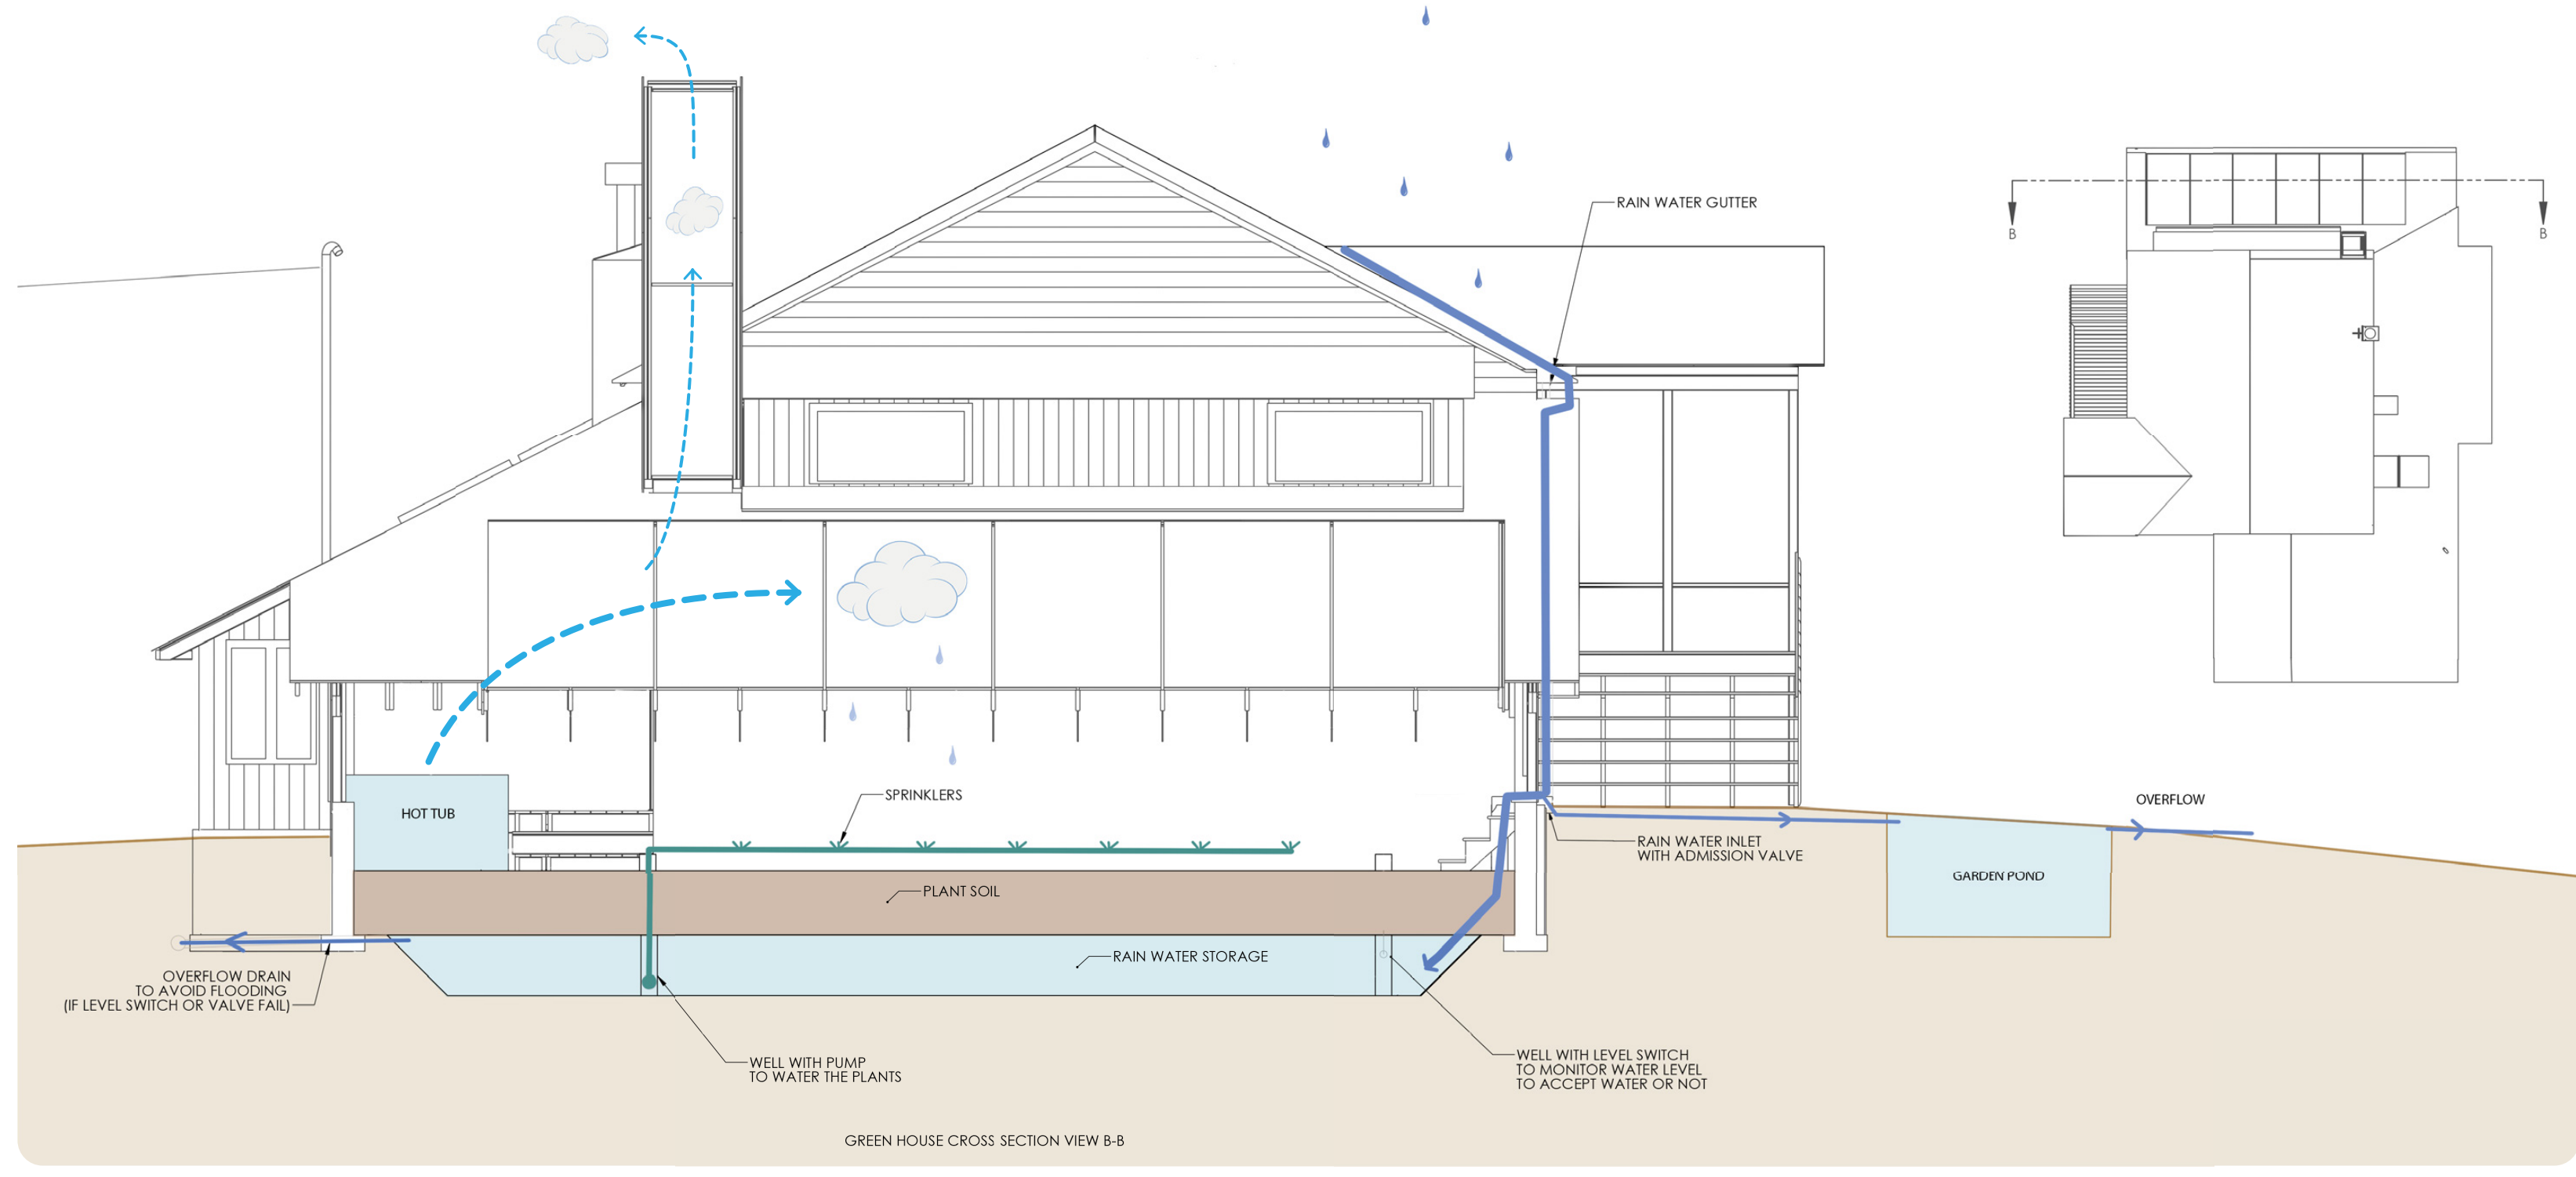 RAIN WATER GUTTER
B
B
SPRINKLERS
HOT TUB
OVERFLOW
RAIN WATER INLET
WITH ADMISSION VALVE
GARDEN POND
PLANT SOIL
RAIN WATER STORAGE
OVERFLOW DRAIN
TO AVOID FLOODING
(IF LEVEL SWITCH OR VALVE FAIL)
WELL WITH PUMP
TO WATER THE PLANTS
WELL WITH LEVEL SWITCH
TO MONITOR WATER LEVEL
TO ACCEPT WATER OR NOT
GREEN HOUSE CROSS SECTION VIEW B-B